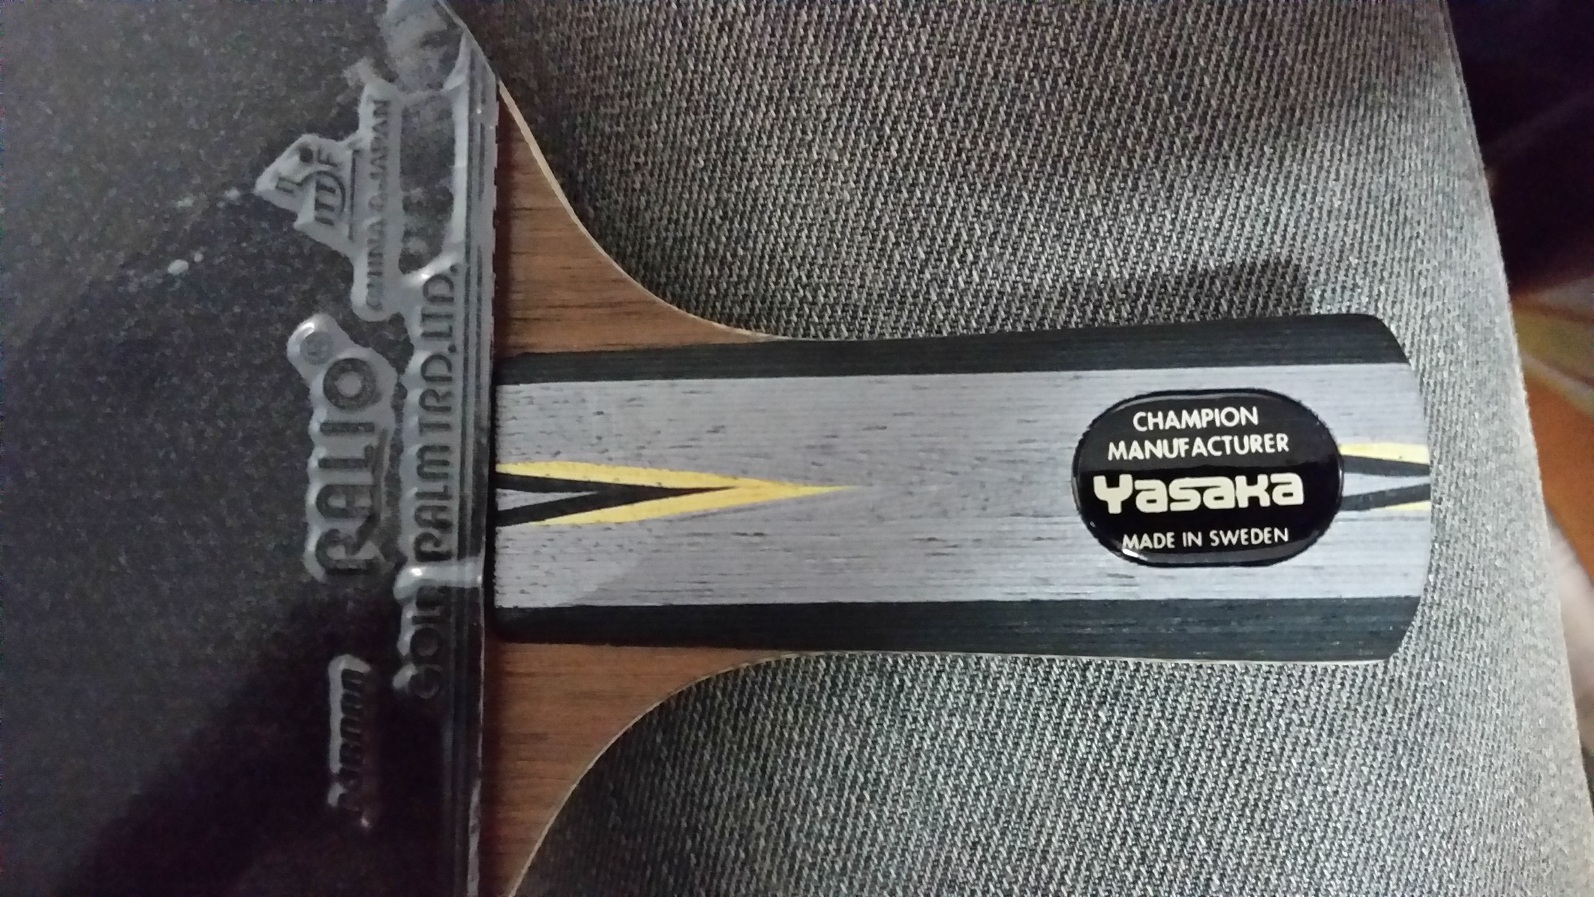 CHAMPION
MANUFACTURER
Yasaka
MADE IN SWEDEN
ITTF
CHINA & JAPAN
PALIO
GOLD PALM TRD.LTD.